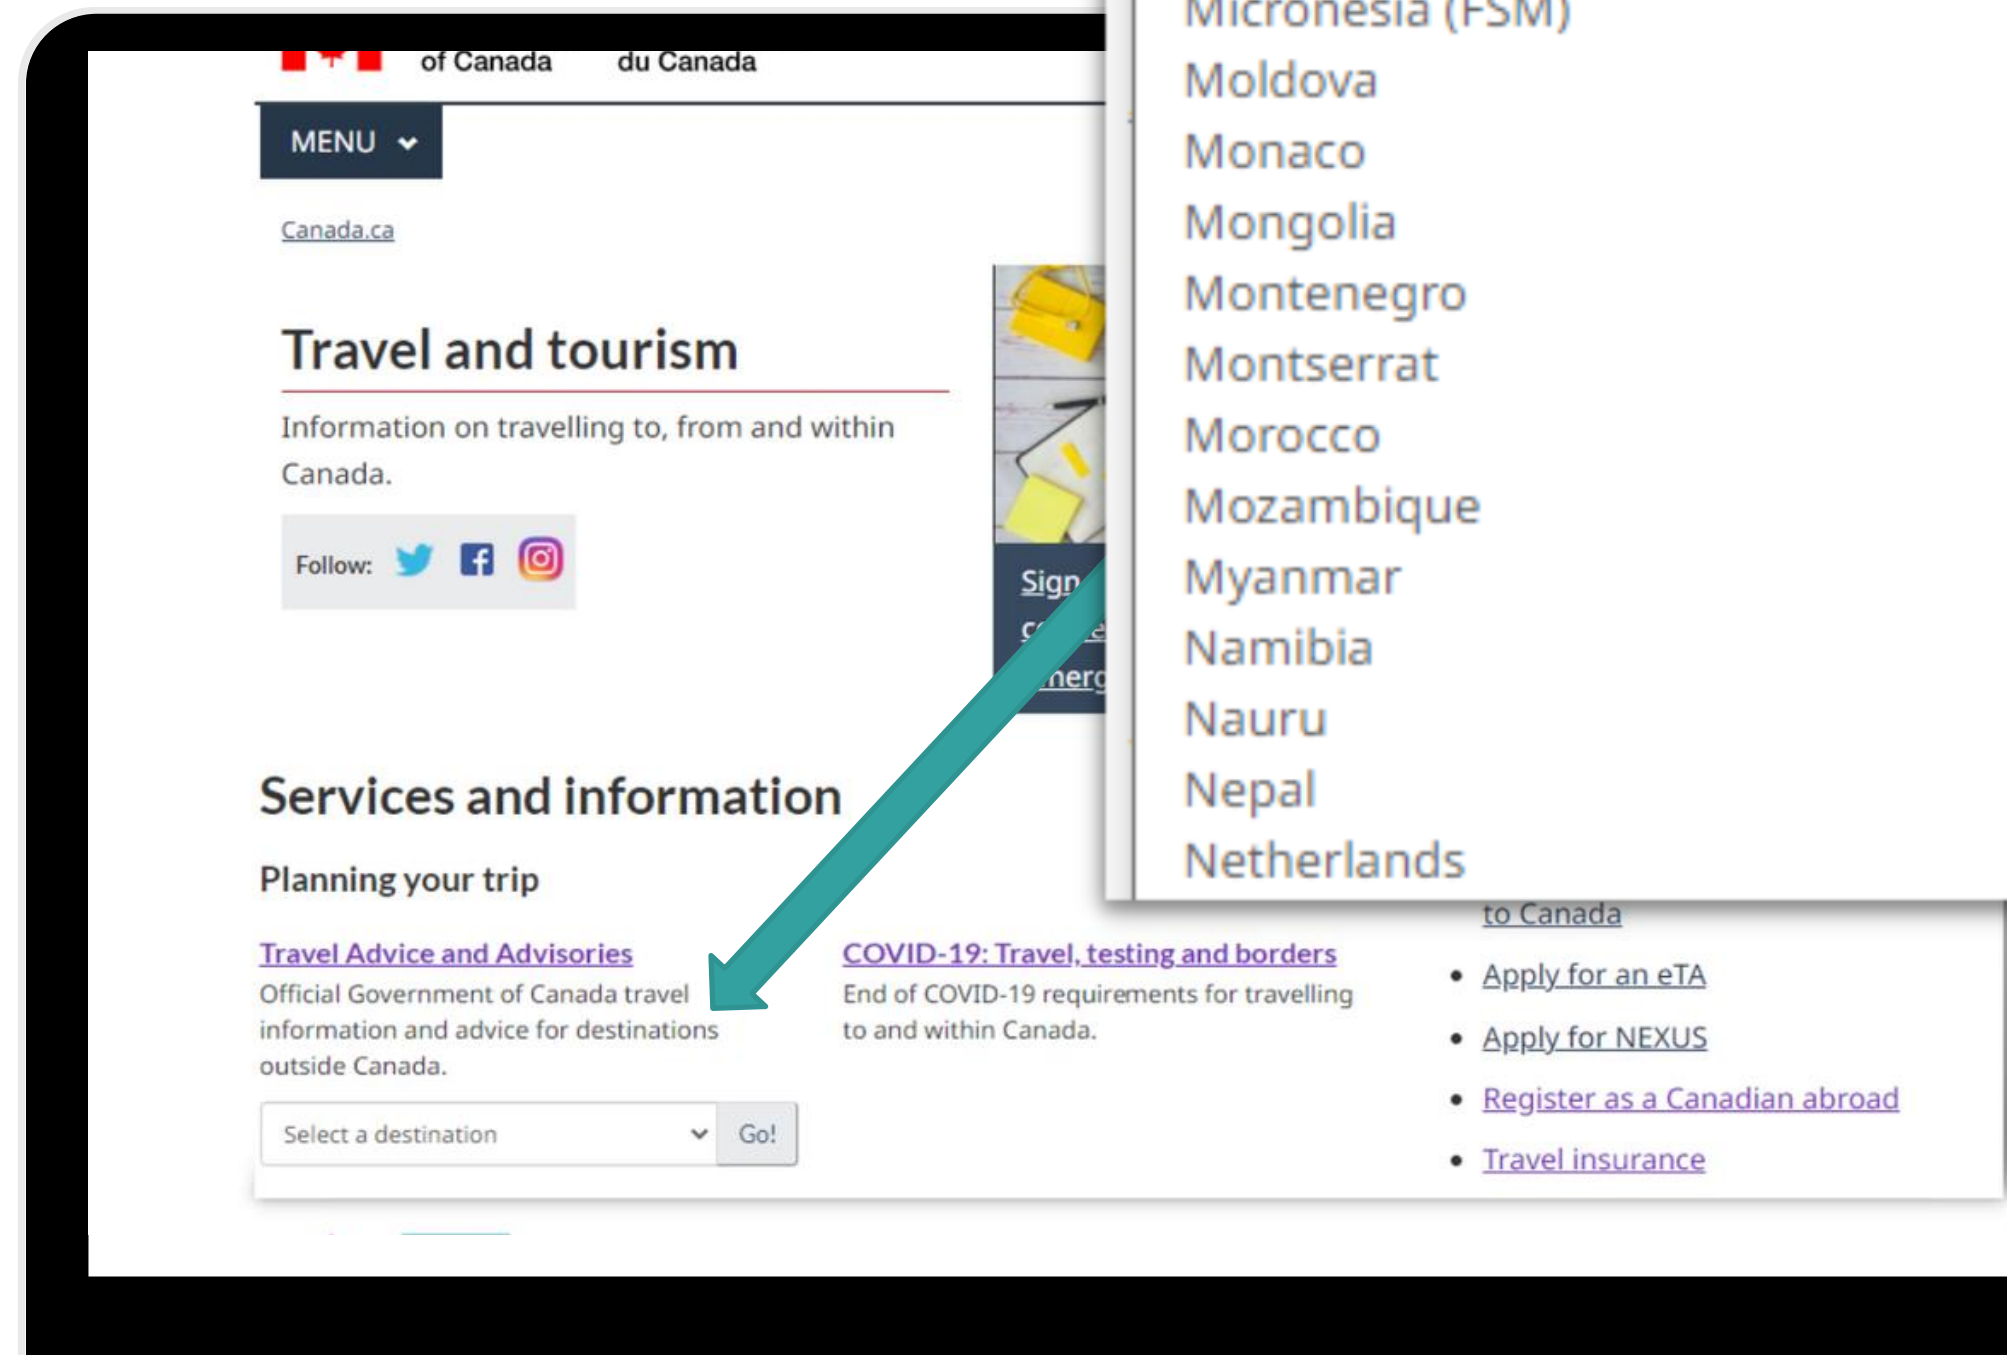 of Canada du Canada
MENU
Canada.ca
Travel and tourism
Information on travelling to, from and within
Canada.
Follow:
Sign
Services and information
Planning your trip
Travel Advice and Advisories
Official Government of Canada travel
information and advice for destinations
outside Canada.
Select a destination Go!
COVID-19: Travel, testing and borders
End of COVID-19 requirements for travelling
to and within Canada.
Micronesia (FSM)
Moldova
Monaco
Mongolia
Montenegro
Montserrat
Morocco
Mozambique
Myanmar
Namibia
Nauru
Nepal
Netherlands
to Canada
Apply for an eTA
Apply for NEXUS
Register as a Canadian abroad
Travel insurance